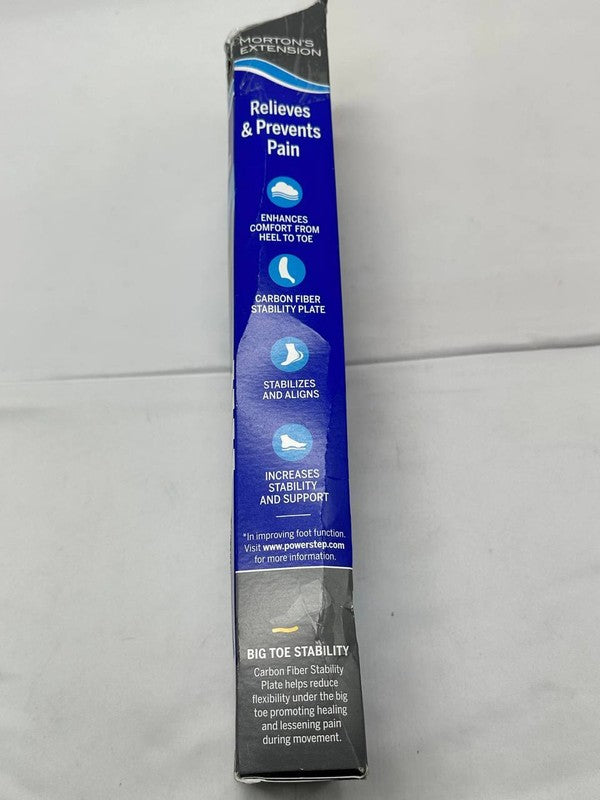 MORTON'S
EXTENSION
Relieves
& Prevents
Pain
ENHANCES
COMFORT FROM
HEEL TO TOE
CARBON FIBER
STABILITY PLATE
STABILIZES
AND ALIGNS
INCREASES
STABILITY
AND SUPPORT
*In improving foot function.
Visit www.powerstep.com
for more information.
BIG TOE STABILITY
Carbon Fiber Stability
Plate helps reduce
flexibility under the big
toe promoting healing
and lessening pain
during movement.